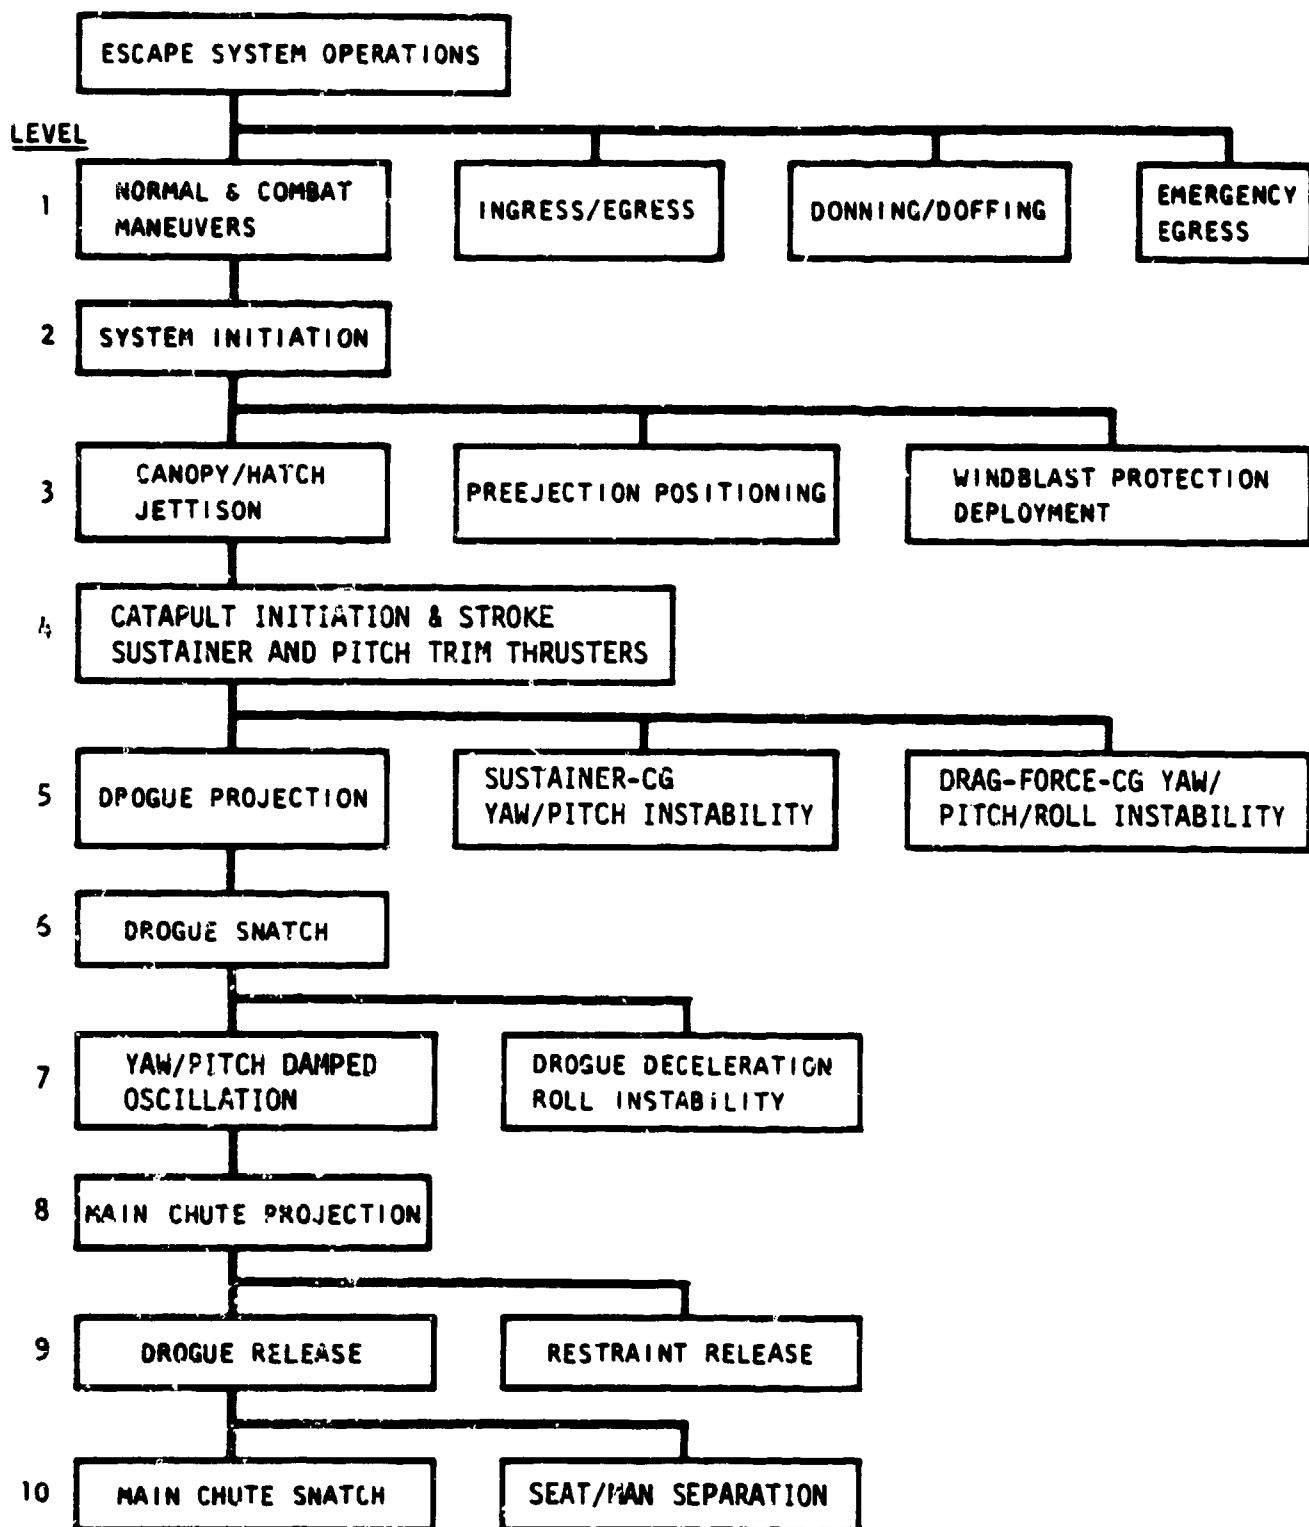 ESCAPE SYSTEM OPERATIONS
LEVEL
1
NORMAL & COMBAT
MANEUVERS
INGRESS/EGRESS
DONNING/DOFFING
EMERGENCY
EGRESS
2
SYSTEM INITIATION
3
CANOPY/HATCH
JETTISON
PREEJECTION POSITIONING
WINDBLAST PROTECTION
DEPLOYMENT
4
CATAPULT INITIATION & STROKE
SUSTAINER AND PITCH TRIM THRUSTERS
5
DROGUE PROJECTION
SUSTAINER-CG
YAW/PITCH INSTABILITY
DRAG-FORCE-CG YAW/
PITCH/ROLL INSTABILITY
6
DROGUE SNATCH
7
YAW/PITCH DAMPED
OSCILLATION
DROGUE DECELERATION
ROLL INSTABILITY
8
MAIN CHUTE PROJECTION
9
DROGUE RELEASE
RESTRAINT RELEASE
10
MAIN CHUTE SNATCH
SEAT/MAN SEPARATION